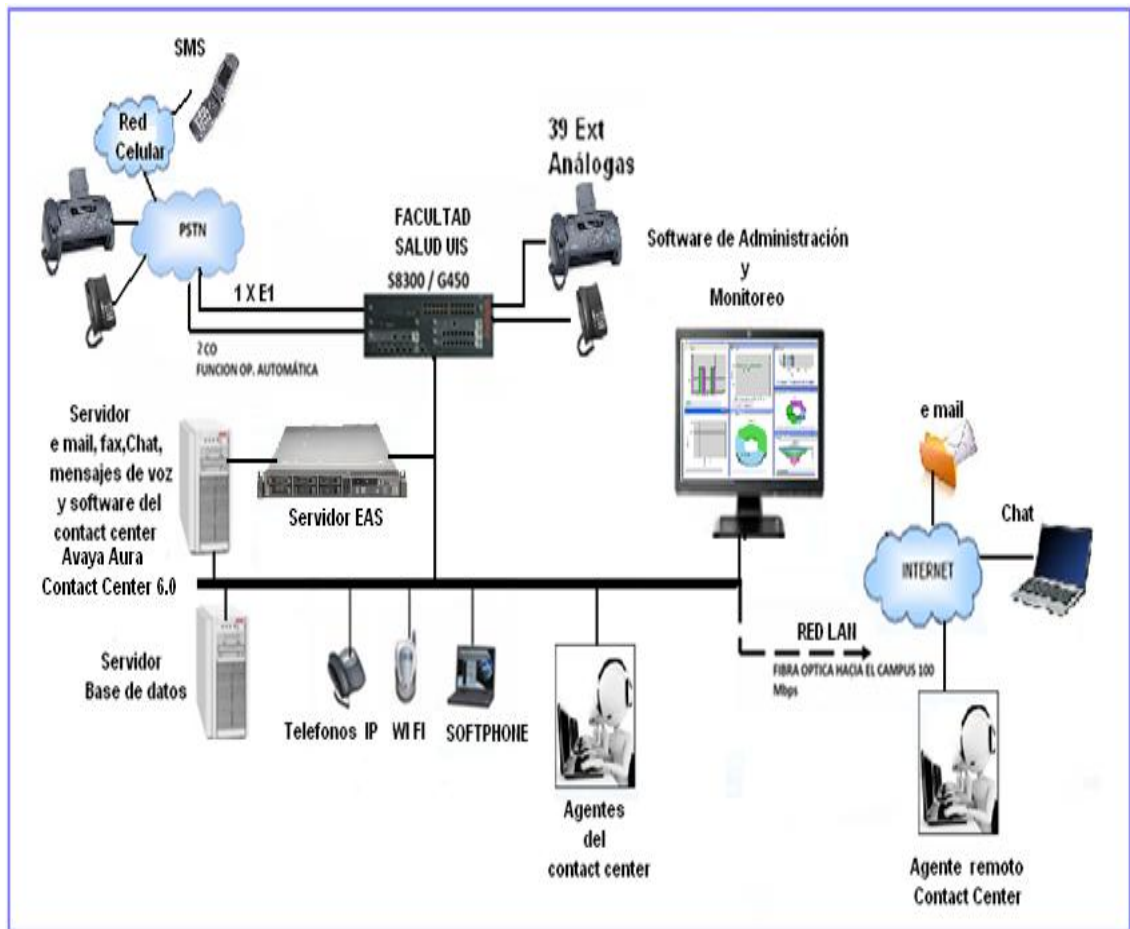 SMS
Red
Celular
PSTN
39 Ext
Análogas
FACULTAD
SALUD UIS
S8300 / G450
1 X E1
2 CO
FUNCION OP. AUTOMÁTICA
Software de Administración
y
Monitoreo
Servidor
e mail, fax,Chat,
mensajes de voz
y software del
contact center
Avaya Aura
Contact Center 6.0
Servidor EAS
e mail
Chat
INTERNET
RED LAN
FIBRA OPTICA HACIA EL CAMPUS 100
Mbps
Servidor
Base de datos
Telefonos IP
WI FI
SOFTPHONE
Agentes
del
contact center
Agente remoto
Contact Center